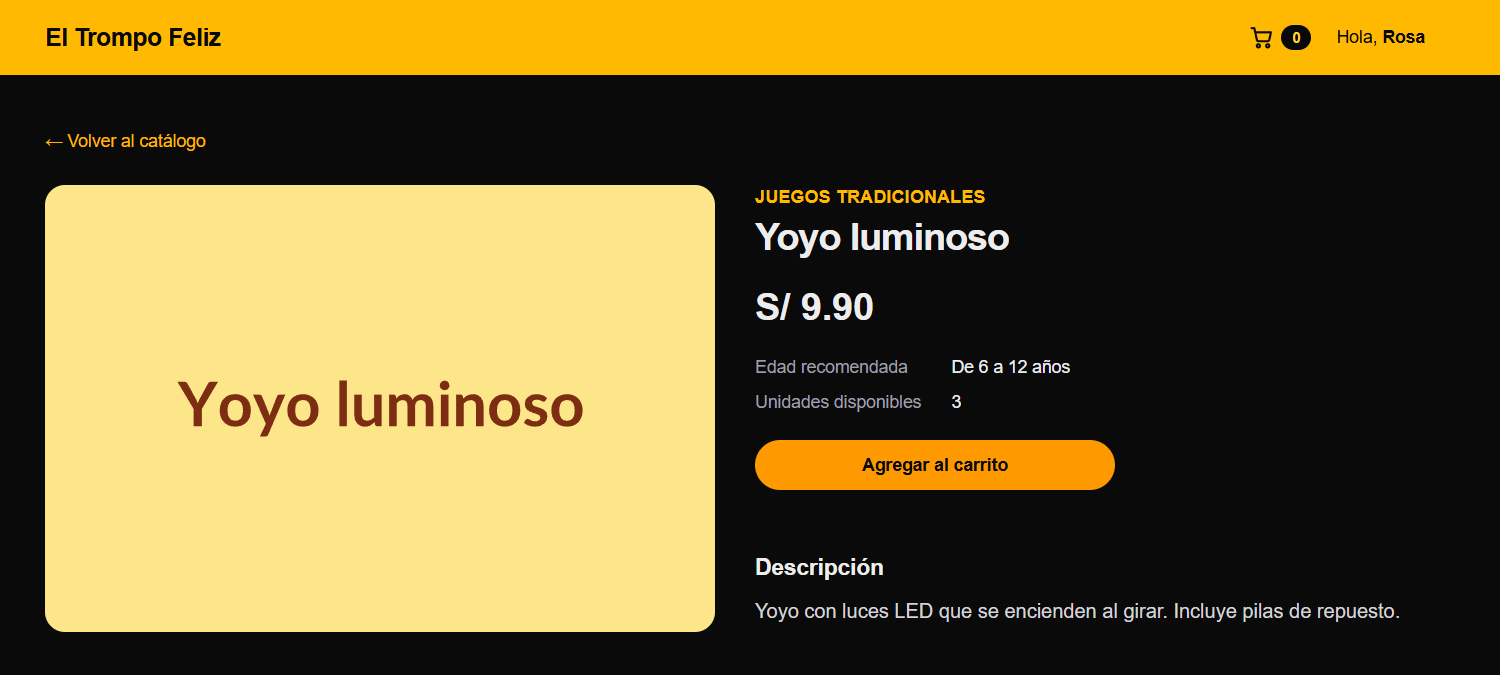 El Trompo Feliz
0
Hola, Rosa
← Volver al catálogo
Yoyo luminoso
JUEGOS TRADICIONALES
Yoyo luminoso
S/ 9.90
Edad recomendada De 6 a 12 años
Unidades disponibles 3
Agregar al carrito
Descripción
Yoyo con luces LED que se encienden al girar. Incluye pilas de repuesto.